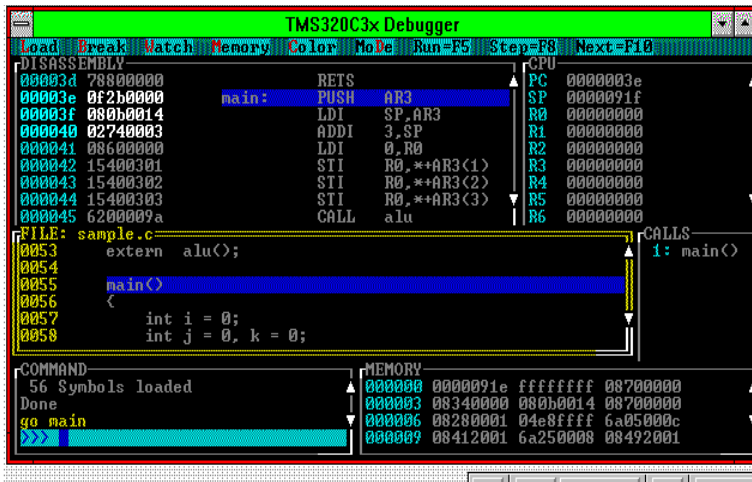 TMS320C3x Debugger
Load Break Watch Memory Color MoDe Run=F5 Step=F8 Next=F10
DISASSEMBLY
00003d 78800000 RETS
00003e 0f2b0000 main: PUSH AR3
00003f 080b0014 LDI SP,AR3
000040 02740003 ADDI 3,SP
000041 08600000 LDI 0,R0
000042 15400301 STI R0,*+AR3(1)
000043 15400302 STI R0,*+AR3(2)
000044 15400303 STI R0,*+AR3(3)
000045 6200009a CALL alu
CPU
PC 0000003e
SP 0000091f
R0 00000000
R1 00000000
R2 00000000
R3 00000000
R4 00000000
R5 00000000
R6 00000000
FILE: sample.c
0053 extern alu();
0054
0055 main()
0056 {
0057 int i = 0;
0058 int j = 0, k = 0;
CALLS
1: main()
COMMAND
56 Symbols loaded
Done
go main
>>>
MEMORY
000000 0000091e ffffffff 08700000
000003 08340000 080b0014 08700000
000006 08280001 04e8ffff 6a05000c
000009 08412001 6a250008 08492001